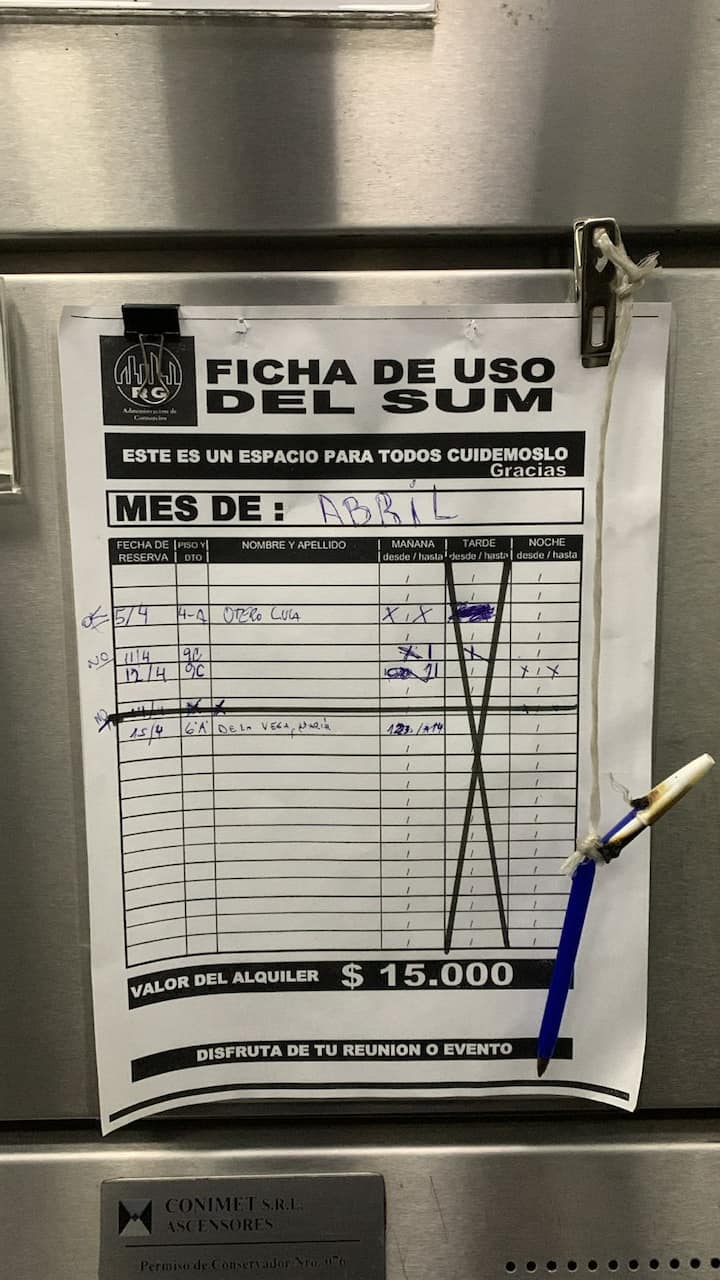 RG
Administración de
Consorcios
FICHA DE USO
DEL SUM
ESTE ES UN ESPACIO PARA TODOS CUIDEMOSLO
Gracias
MES DE : ABRIL
FECHA DE RESERVA PISO Y DTO NOMBRE Y APELLIDO MAÑANA desde / hasta TARDE desde / hasta NOCHE desde / hasta
5/4 4-A OTERO X X
NO 11/4 9C X
12/4 9C X X
15/4 6"A" DE LA VEGA, MARÍA
VALOR DEL ALQUILER $ 15.000
DISFRUTA DE TU REUNION O EVENTO
CONIMET S.R.L.
ASCENSORES
Permiso de Conservador Nro. 076